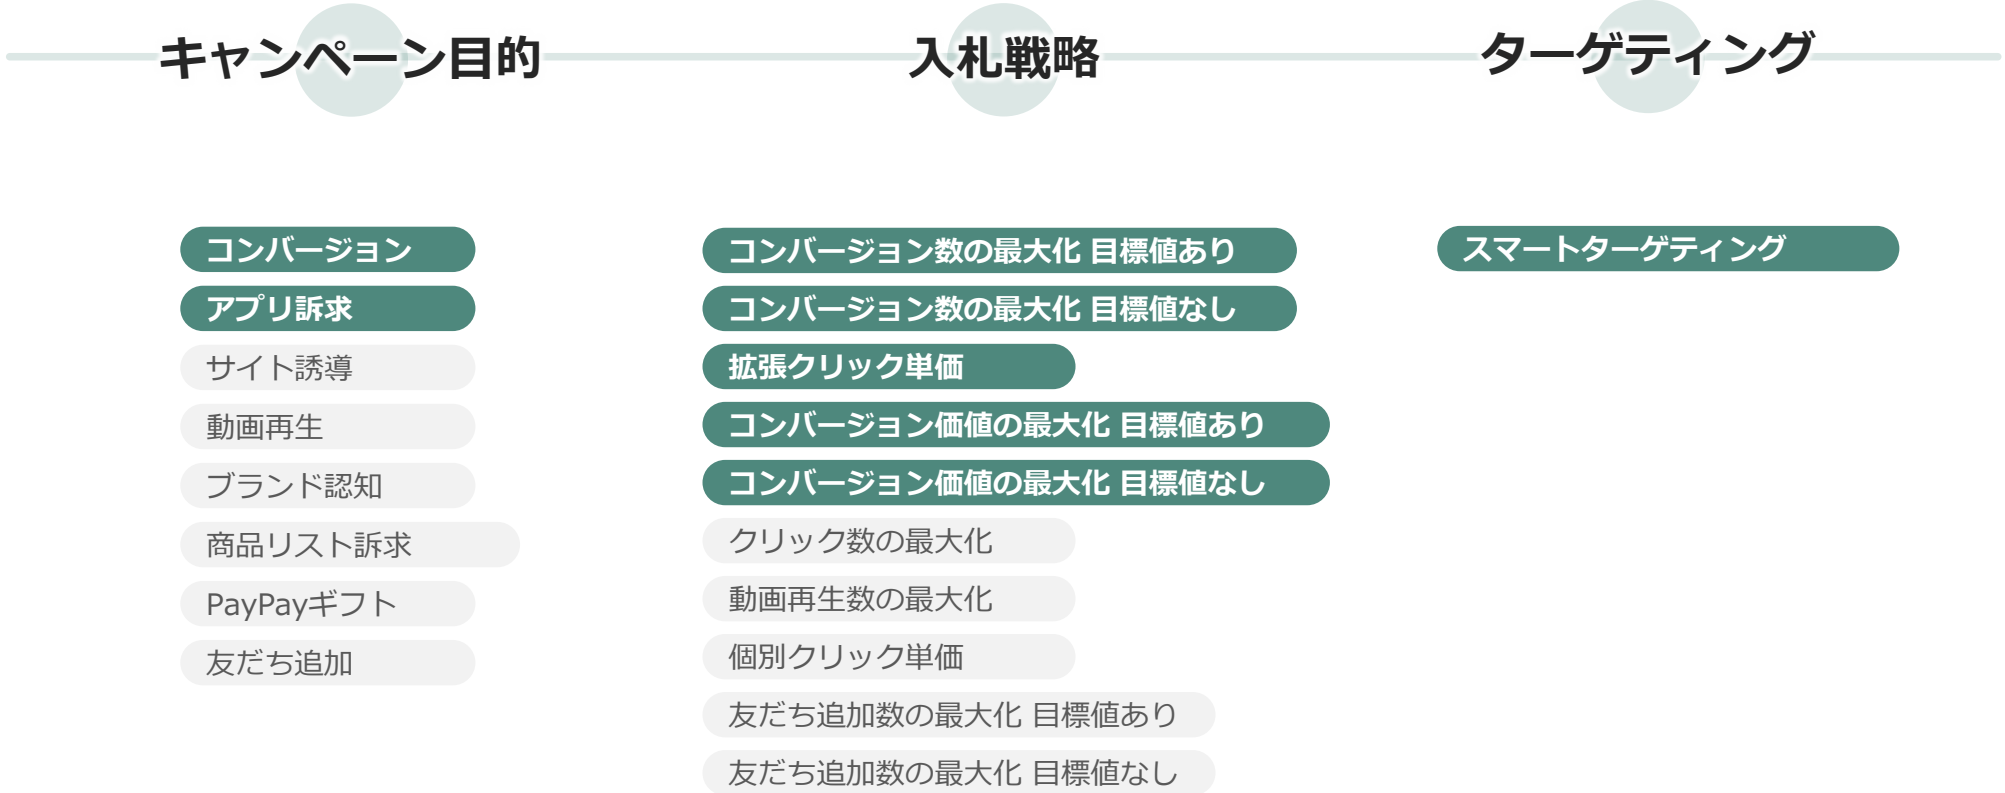 キャンペーン目的
入札戦略
ターゲティング
コンバージョン
アプリ訴求
サイト誘導
動画再生
ブランド認知
商品リスト訴求
PayPayギフト
友だち追加
コンバージョン数の最大化 目標値あり
コンバージョン数の最大化 目標値なし
拡張クリック単価
コンバージョン価値の最大化 目標値あり
コンバージョン価値の最大化 目標値なし
クリック数の最大化
動画再生数の最大化
個別クリック単価
友だち追加数の最大化 目標値あり
友だち追加数の最大化 目標値なし
スマートターゲティング